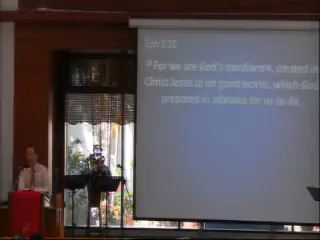 Eph 2:10
10 For we are God's handiwork, created in
Christ Jesus to do good works, which God
prepared in advance for us to do.